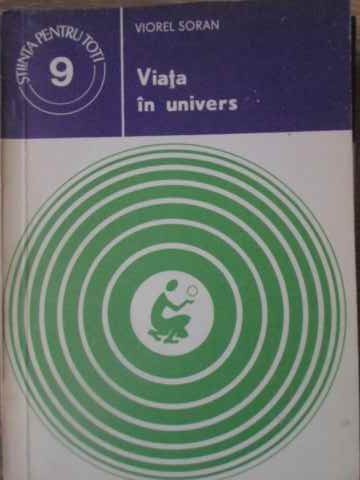 ȘTIINȚA PENTRU TOȚI
9
VIOREL SORAN
Viața
în univers